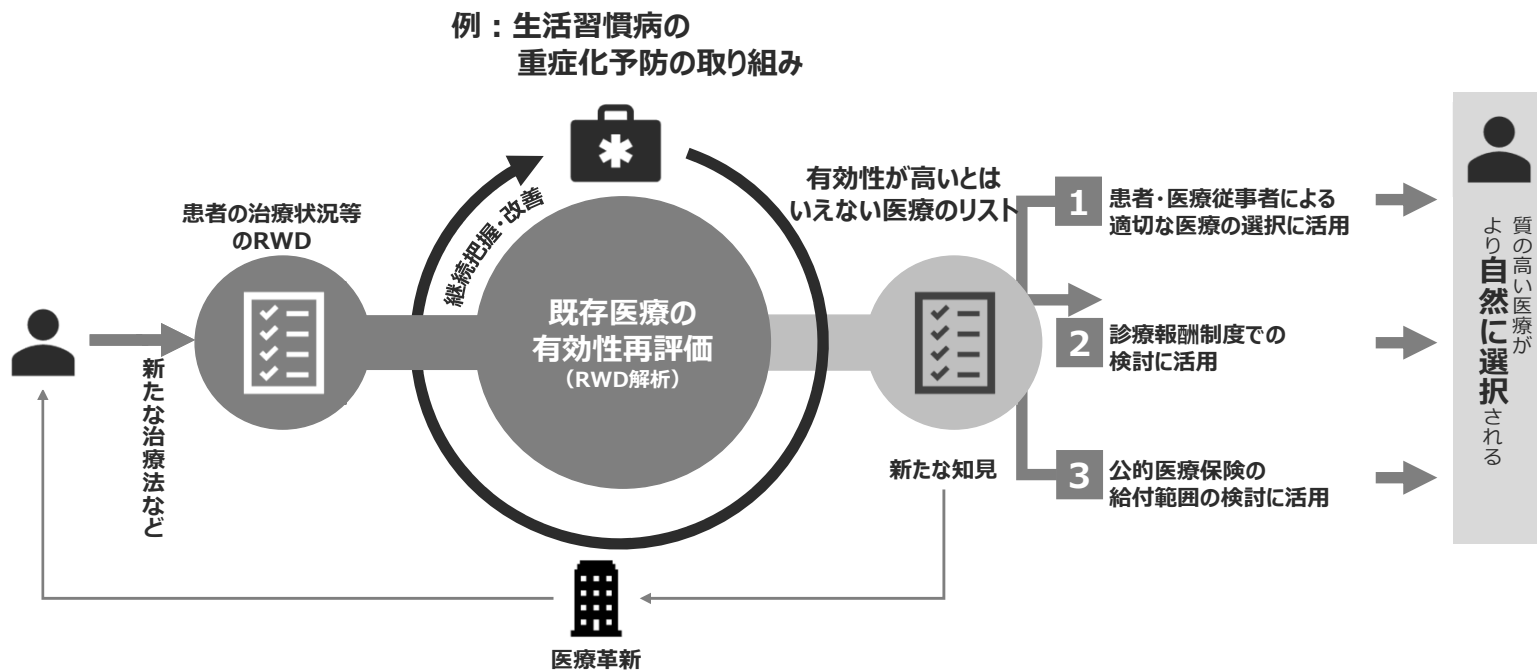 例：生活習慣病の
重症化予防の取り組み
患者の治療状況等
のRWD
継続把握・改善
有効性が高いとは
いえない医療のリスト
既存医療の
有効性再評価
（RWD解析）
新たな治療法など
新たな知見
医療革新
1
患者・医療従事者による
適切な医療の選択に活用
2
診療報酬制度での
検討に活用
3
公的医療保険の
給付範囲の検討に活用
質の高い医療が
より自然に選択される